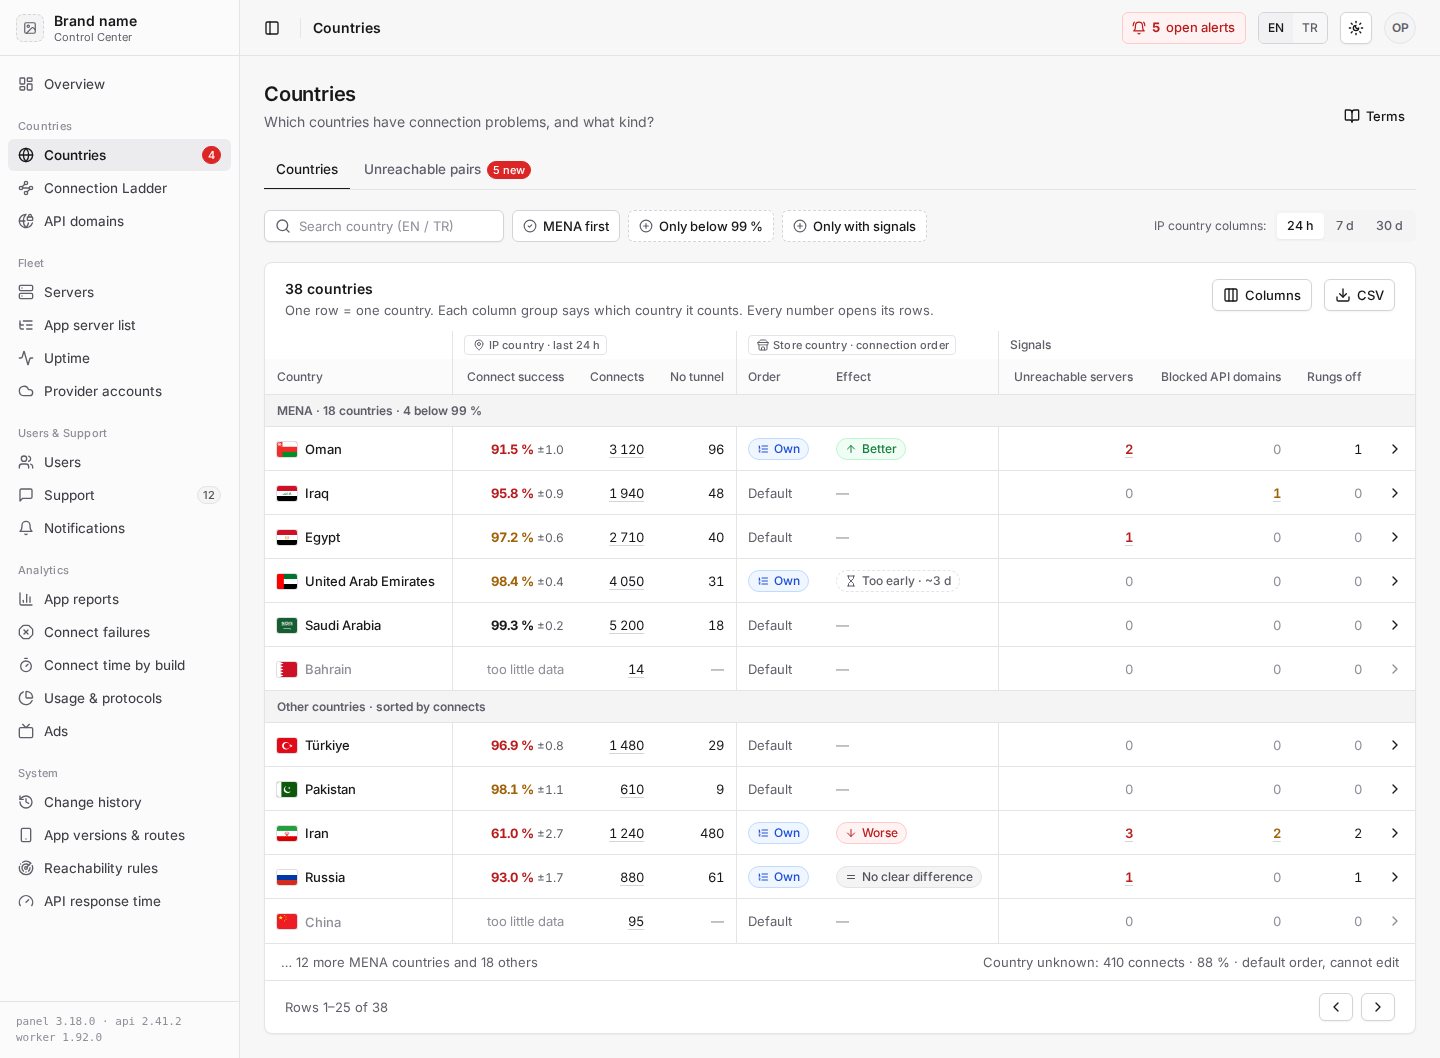 Brand name
Control Center
Overview
Countries
Countries 4
Connection Ladder
API domains
Fleet
Servers
App server list
Uptime
Provider accounts
Users & Support
Users
Support 12
Notifications
Analytics
App reports
Connect failures
Connect time by build
Usage & protocols
Ads
System
Change history
App versions & routes
Reachability rules
API response time
panel 3.18.0 · api 2.41.2
worker 1.92.0
Countries
5 open alerts EN TR OP
Countries
Which countries have connection problems, and what kind?
Terms
Countries Unreachable pairs 5 new
Search country (EN / TR) MENA first Only below 99 % Only with signals IP country columns: 24 h 7 d 30 d
38 countries
One row = one country. Each column group says which country it counts. Every number opens its rows.
Columns CSV
IP country · last 24 h Store country · connection order Signals
Country Connect success Connects No tunnel Order Effect Unreachable servers Blocked API domains Rungs off
MENA · 18 countries · 4 below 99 %
Oman 91.5 % ±1.0 3 120 96 Own Better 2 0 1
Iraq 95.8 % ±0.9 1 940 48 Default — 0 1 0
Egypt 97.2 % ±0.6 2 710 40 Default — 1 0 0
United Arab Emirates 98.4 % ±0.4 4 050 31 Own Too early · ~3 d 0 0 0
Saudi Arabia 99.3 % ±0.2 5 200 18 Default — 0 0 0
Bahrain too little data 14 — Default — 0 0 0
Other countries · sorted by connects
Türkiye 96.9 % ±0.8 1 480 29 Default — 0 0 0
Pakistan 98.1 % ±1.1 610 9 Default — 0 0 0
Iran 61.0 % ±2.7 1 240 480 Own Worse 3 2 2
Russia 93.0 % ±1.7 880 61 Own No clear difference 1 0 1
China too little data 95 — Default — 0 0 0
... 12 more MENA countries and 18 others
Country unknown: 410 connects · 88 % · default order, cannot edit
Rows 1–25 of 38